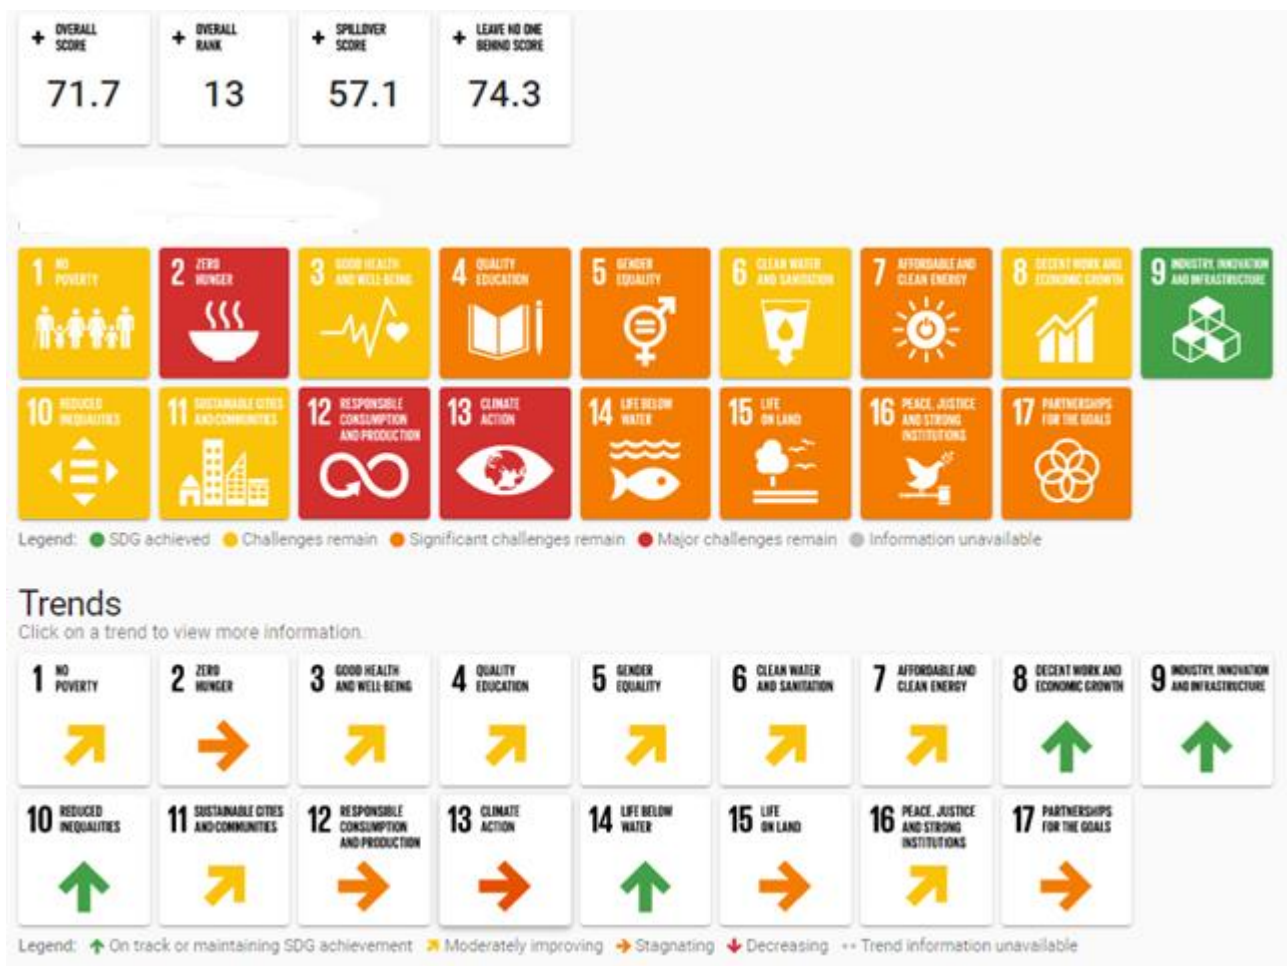 + OVERALL SCORE
71.7
+ OVERALL RANK
13
+ SPILLOVER SCORE
57.1
+ LEAVE NO ONE BEHIND SCORE
74.3
1 NO POVERTY
2 ZERO HUNGER
3 GOOD HEALTH AND WELL-BEING
4 QUALITY EDUCATION
5 GENDER EQUALITY
6 CLEAN WATER AND SANITATION
7 AFFORDABLE AND CLEAN ENERGY
8 DECENT WORK AND ECONOMIC GROWTH
9 INDUSTRY, INNOVATION AND INFRASTRUCTURE
10 REDUCED INEQUALITIES
11 SUSTAINABLE CITIES AND COMMUNITIES
12 RESPONSIBLE CONSUMPTION AND PRODUCTION
13 CLIMATE ACTION
14 LIFE BELOW WATER
15 LIFE ON LAND
16 PEACE, JUSTICE AND STRONG INSTITUTIONS
17 PARTNERSHIPS FOR THE GOALS
Legend: SDG achieved Challenges remain Significant challenges remain Major challenges remain Information unavailable
Trends
Click on a trend to view more information.
1 NO POVERTY
2 ZERO HUNGER
3 GOOD HEALTH AND WELL-BEING
4 QUALITY EDUCATION
5 GENDER EQUALITY
6 CLEAN WATER AND SANITATION
7 AFFORDABLE AND CLEAN ENERGY
8 DECENT WORK AND ECONOMIC GROWTH
9 INDUSTRY, INNOVATION AND INFRASTRUCTURE
10 REDUCED INEQUALITIES
11 SUSTAINABLE CITIES AND COMMUNITIES
12 RESPONSIBLE CONSUMPTION AND PRODUCTION
13 CLIMATE ACTION
14 LIFE BELOW WATER
15 LIFE ON LAND
16 PEACE, JUSTICE AND STRONG INSTITUTIONS
17 PARTNERSHIPS FOR THE GOALS
Legend: On track or maintaining SDG achievement Moderately improving Stagnating Decreasing •• Trend information unavailable